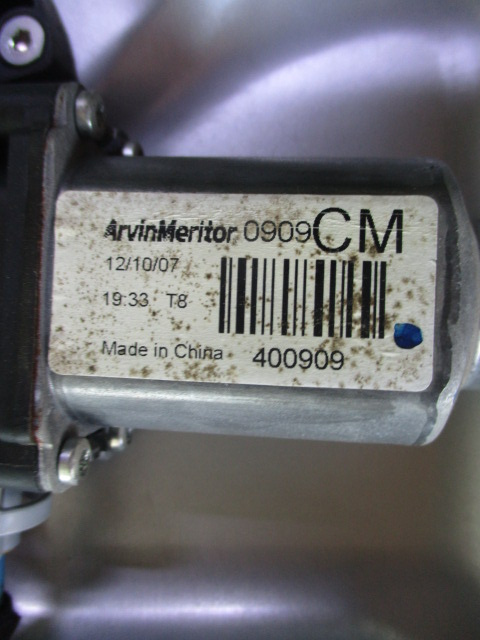 ArvinMeritor 0909CM
12/10/07
19:33 T8
Made in China 400909